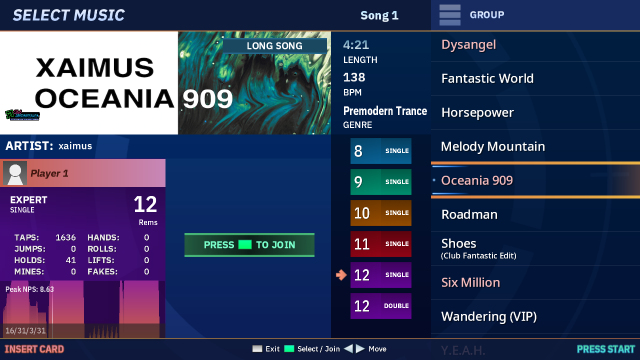 SELECT MUSIC
Song 1
GROUP
LONG SONG
XAIMUS
OCEANIA 909
4:21
LENGTH
138
BPM
Premodern Trance
GENRE
ARTIST: xaimus
Player 1
EXPERT
SINGLE
12
Rems
TAPS: 1636 HANDS: 0
JUMPS: 0 ROLLS: 0
HOLDS: 41 LIFTS: 0
MINES: 0 FAKES: 0
Peak NPS: 8.63
16/31/3/31
PRESS TO JOIN
8 SINGLE
9 SINGLE
10 SINGLE
11 SINGLE
12 SINGLE
12 DOUBLE
Dysangel
Fantastic World
Horsepower
Melody Mountain
Oceania 909
Roadman
Shoes
(Club Fantastic Edit)
Six Million
Wandering (VIP)
Y.E.A.H.
INSERT CARD
Exit Select / Join Move
PRESS START